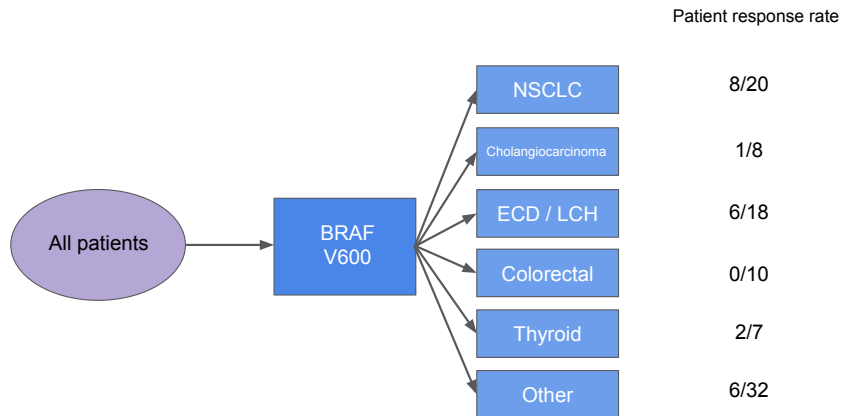 Patient response rate
NSCLC
8/20
Cholangiocarcinoma
1/8
All patients
BRAF
V600
ECD / LCH
6/18
Colorectal
0/10
Thyroid
2/7
Other
6/32